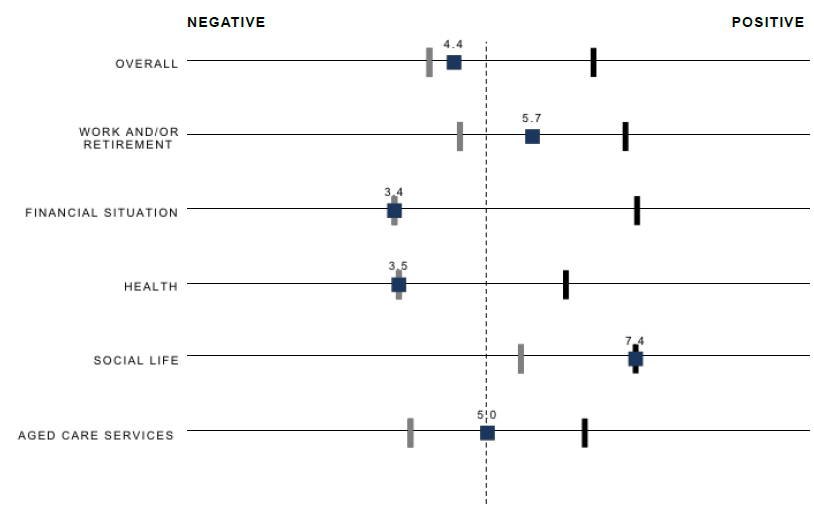 NEGATIVE
POSITIVE
4.4
OVERALL
5.7
WORK AND/OR
RETIREMENT
3.4
FINANCIAL SITUATION
3.5
HEALTH
7.4
SOCIAL LIFE
5.0
AGED CARE SERVICES